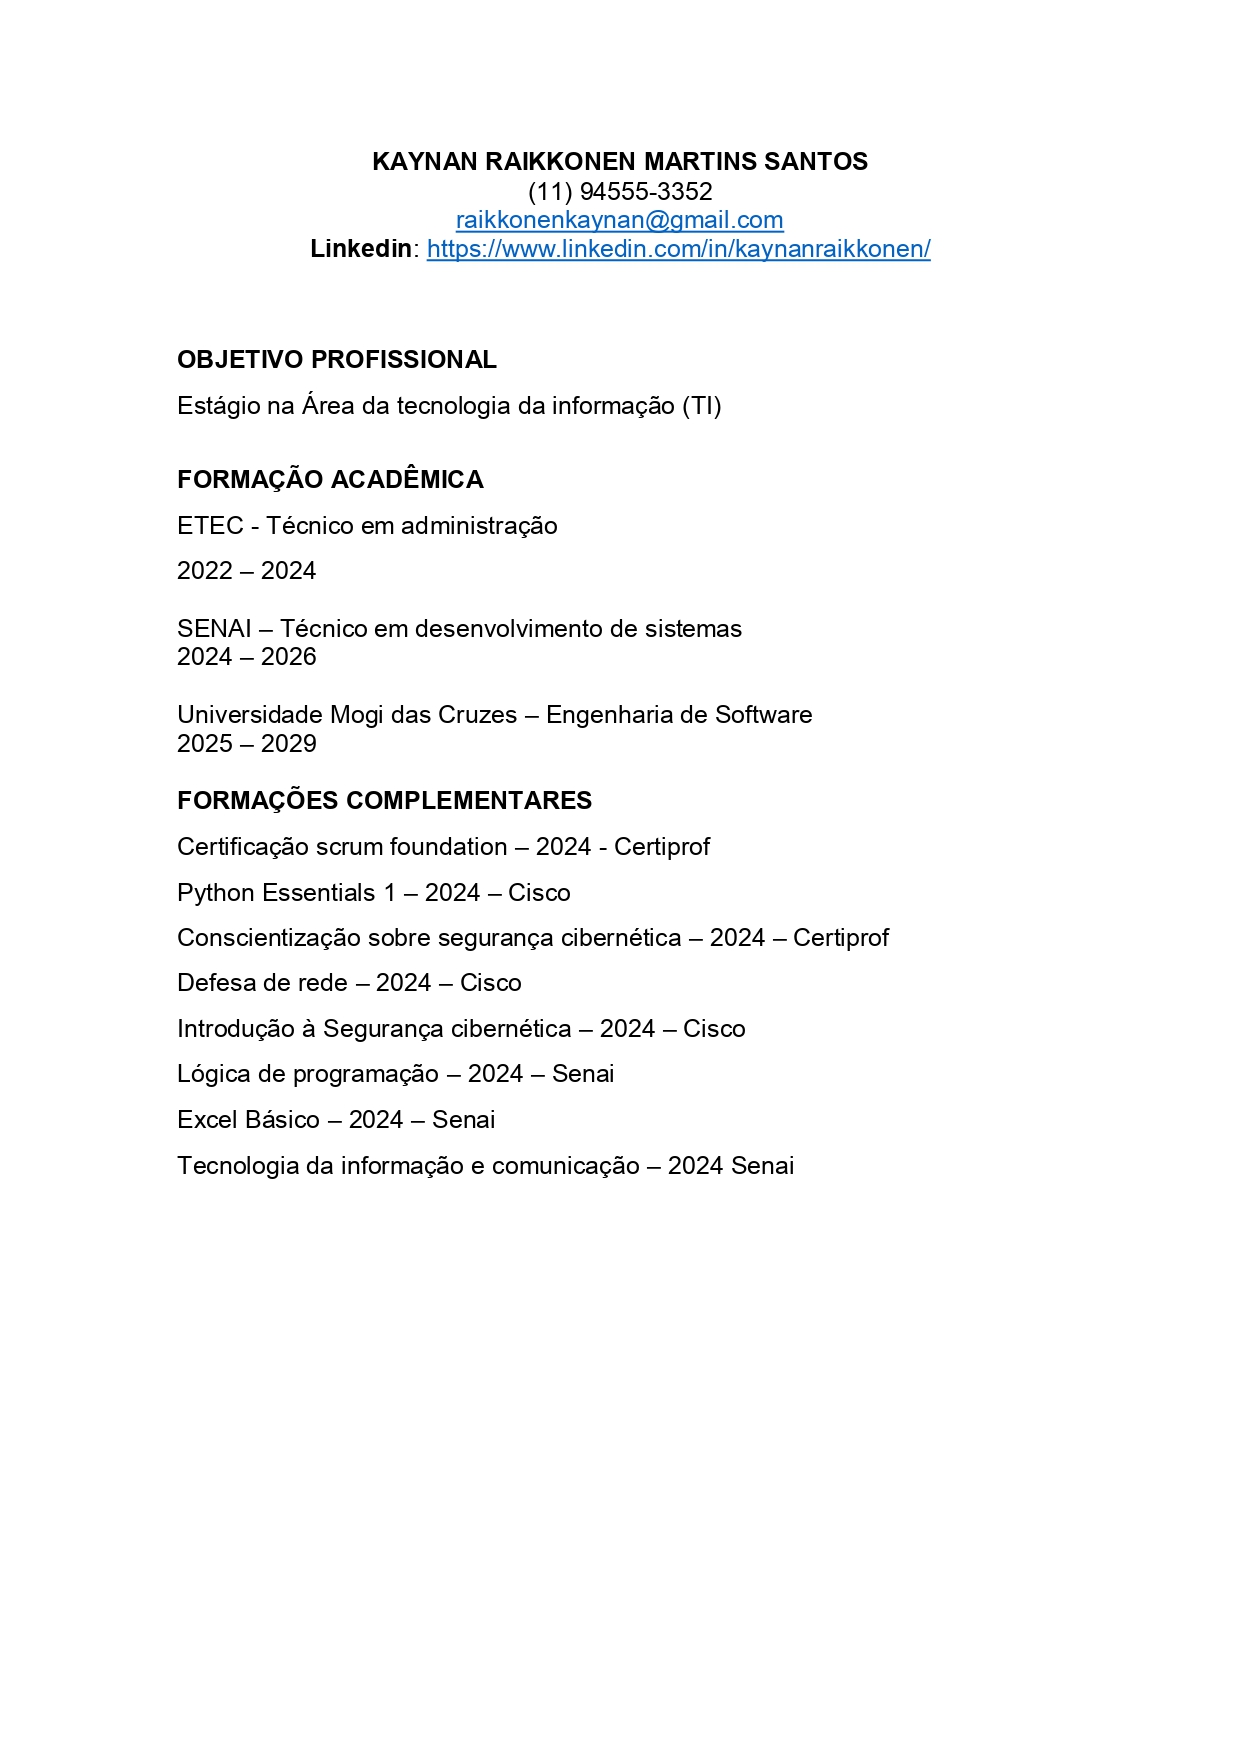 KAYNAN RAIKKONEN MARTINS SANTOS
(11) 94555-3352
raikkonenkaynan@gmail.com
Linkedin: https://www.linkedin.com/in/kaynanraikkonen/
OBJETIVO PROFISSIONAL
Estágio na Área da tecnologia da informação (TI)
FORMAÇÃO ACADÊMICA
ETEC - Técnico em administração
2022 – 2024
SENAI – Técnico em desenvolvimento de sistemas
2024 – 2026
Universidade Mogi das Cruzes – Engenharia de Software
2025 – 2029
FORMAÇÕES COMPLEMENTARES
Certificação scrum foundation – 2024 - Certiprof
Python Essentials 1 – 2024 – Cisco
Conscientização sobre segurança cibernética – 2024 – Certiprof
Defesa de rede – 2024 – Cisco
Introdução à Segurança cibernética – 2024 – Cisco
Lógica de programação – 2024 – Senai
Excel Básico – 2024 – Senai
Tecnologia da informação e comunicação – 2024 Senai